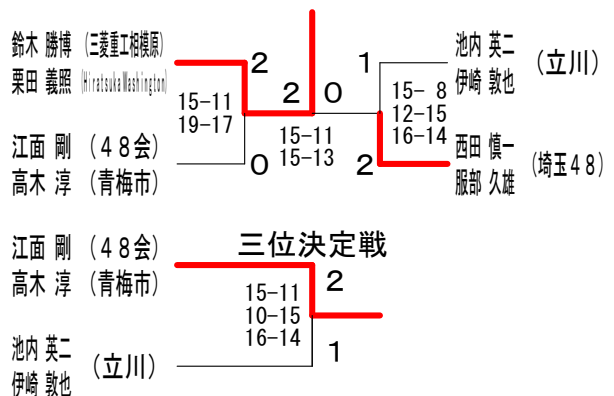 鈴木 勝博 (三菱重工相模原)
栗田 義照 (Hiratsuka Washington)
2
15-11
19-17
0
江面 剛 (４８会)
高木 淳 (青梅市)
2 0
15-11
15-13
1
池内 英二
伊崎 敦也
(立川)
15- 8
12-15
16-14
2
西田 慎一
服部 久雄
(埼玉４８)
三位決定戦
江面 剛 (４８会)
高木 淳 (青梅市)
2
15-11
10-15
16-14
1
池内 英二
伊崎 敦也
(立川)